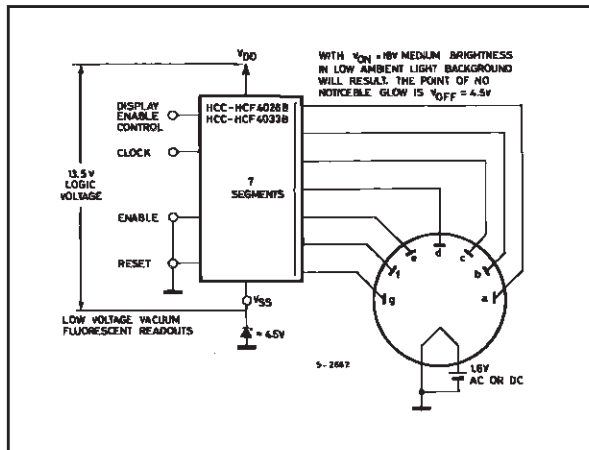 VDD
WITH VON = 18V MEDIUM BRIGHTNESS
IN LOW AMBIENT LIGHT BACKGROUND
WILL RESULT. THE POINT OF NO
NOTICEABLE GLOW IS VOFF = 4.5V
DISPLAY
ENABLE
CONTROL
HCC-HCF4026B
HCC-HCF4033B
CLOCK
13.5V
LOGIC
VOLTAGE
7
SEGMENTS
ENABLE
RESET
a
b
c
d
e
f
g
VSS
LOW VOLTAGE VACUUM
FLUORESCENT READOUTS
= 4.5V
S-2642
1.6V
AC OR DC